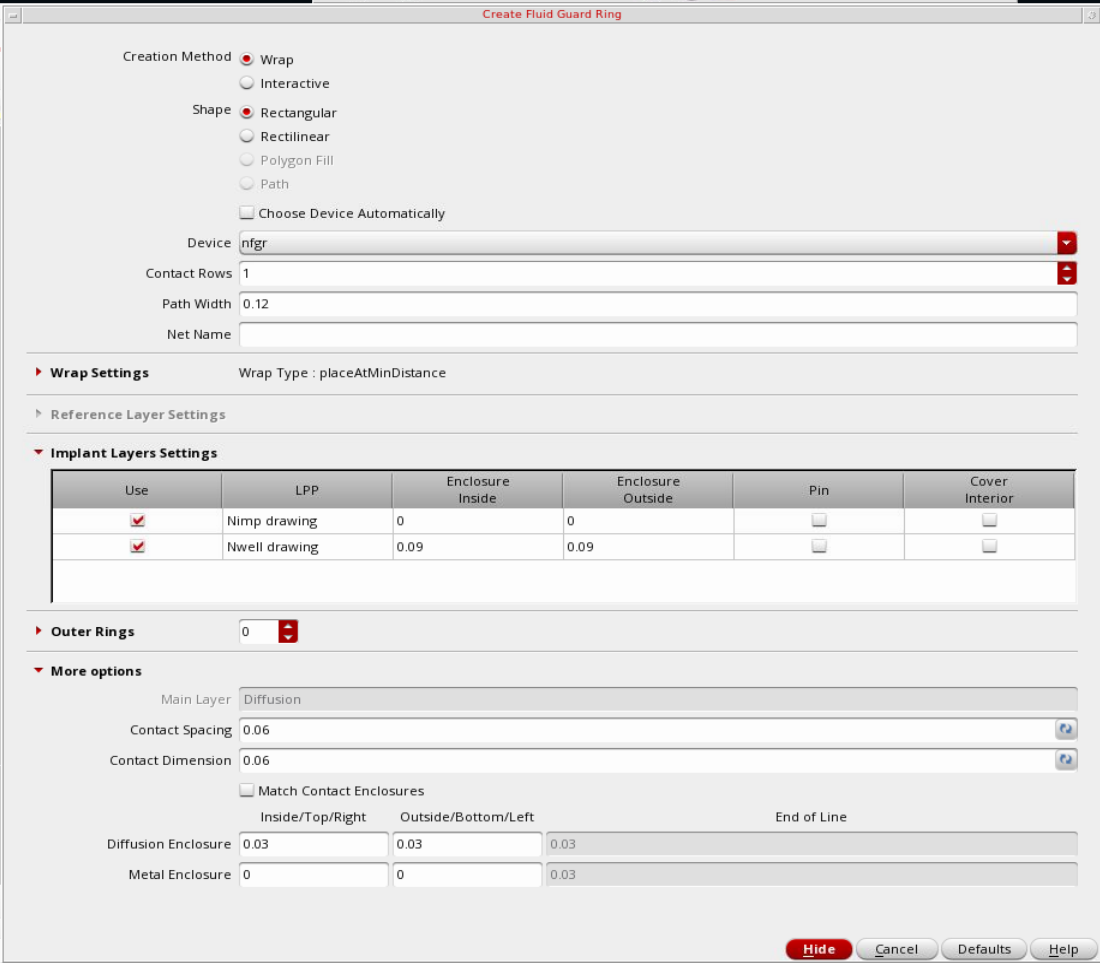 Create Fluid Guard Ring
Creation Method Wrap
Interactive
Shape Rectangular
Rectilinear
Polygon Fill
Path
Choose Device Automatically
Device nfgr
Contact Rows 1
Path Width 0.12
Net Name
Wrap Settings Wrap Type : placeAtMinDistance
Reference Layer Settings
Implant Layers Settings
Use LPP Enclosure Inside Enclosure Outside Pin Cover Interior
Nimp drawing 0 0
Nwell drawing 0.09 0.09
Outer Rings 0
More options
Main Layer Diffusion
Contact Spacing 0.06
Contact Dimension 0.06
Match Contact Enclosures
Inside/Top/Right Outside/Bottom/Left End of Line
Diffusion Enclosure 0.03 0.03 0.03
Metal Enclosure 0 0 0.03
Hide Cancel Defaults Help